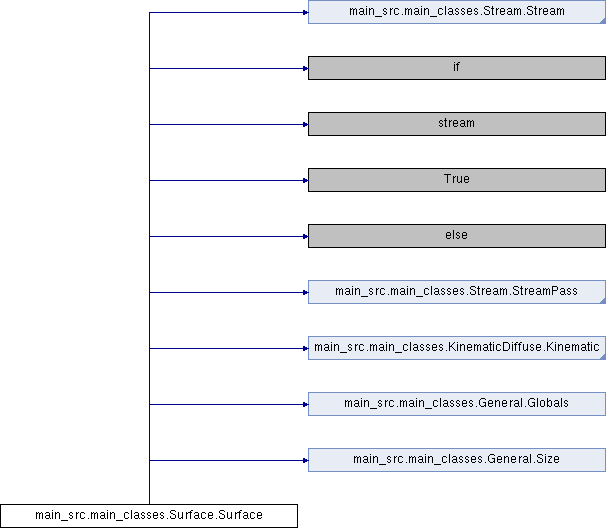 main_src.main_classes.Stream.Stream
if
stream
True
else
main_src.main_classes.Stream.StreamPass
main_src.main_classes.KinematicDiffuse.Kinematic
main_src.main_classes.General.Globals
main_src.main_classes.General.Size
main_src.main_classes.Surface.Surface